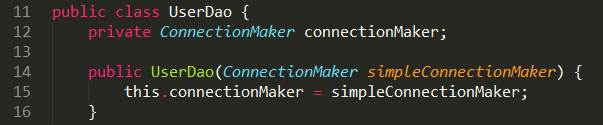 11 public class UserDao {
12     private ConnectionMaker connectionMaker;
13
14     public UserDao(ConnectionMaker simpleConnectionMaker) {
15         this.connectionMaker = simpleConnectionMaker;
16     }